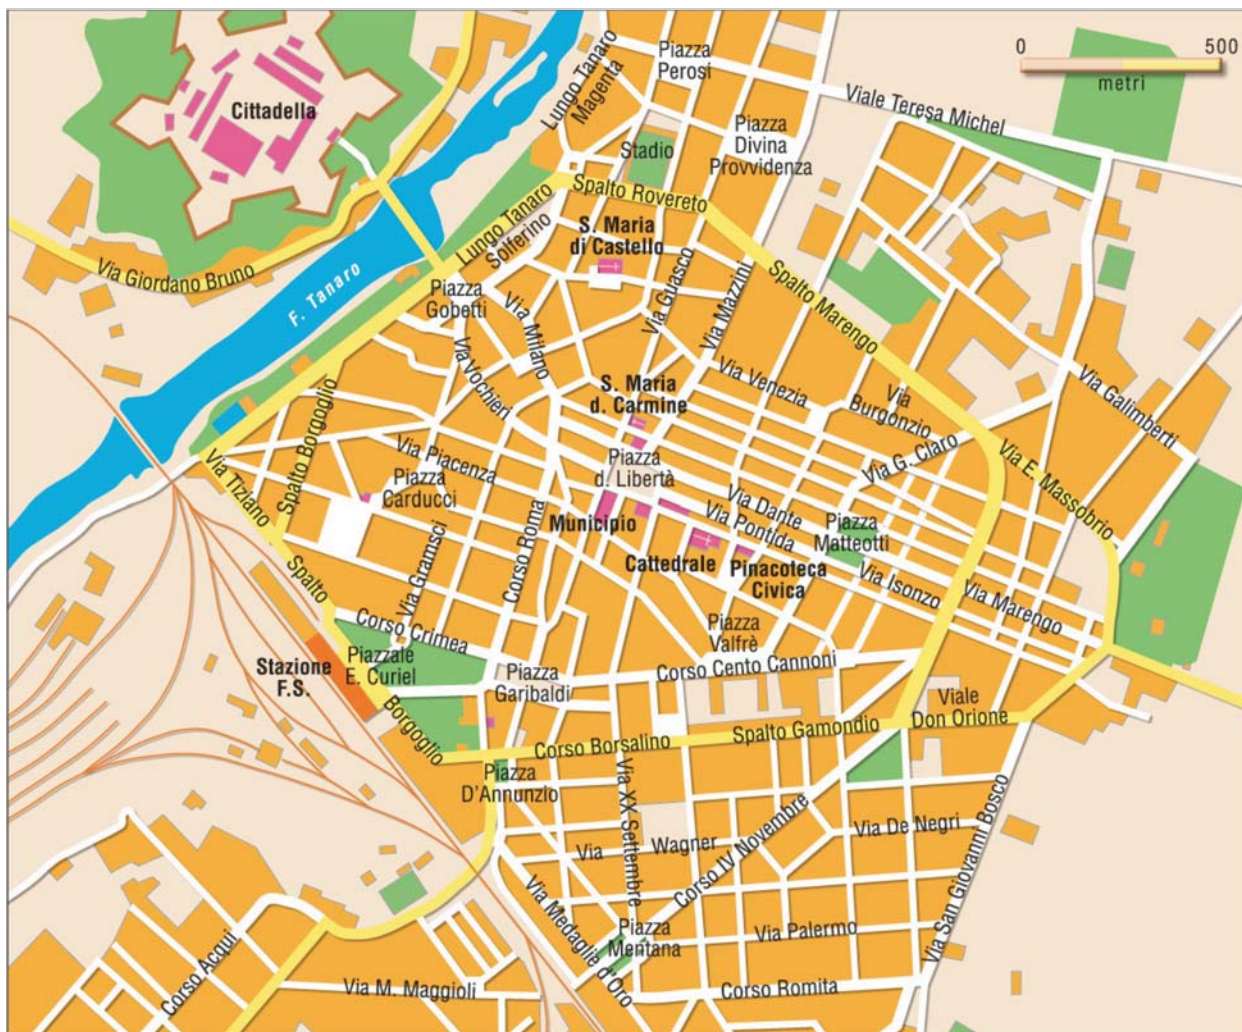 0 500
metri
Lungo Tanaro
Magenta
Piazza
Perosi
Viale Teresa Michel
Cittadella
Stadio
Piazza
Divina
Provvidenza
Spalto Rovereto
Lungo Tanaro
Solferino
S. Maria
di Castello
Via Giordano Bruno
F. Tanaro
Piazza
Gobetti
Via Milano
Via Guasco
Via Mazzini
Spalto Marengo
Via Vochieri
Via Venezia
Via
Burgonzio
Via Galimberti
S. Maria
d. Carmine
Spalto Borgoglio
Via Piacenza
Via G. Claro
Via E. Massobrio
Via Tiziano
Piazza
Carducci
Piazza
d. Libertà
Via Dante
Via Pontida
Piazza
Matteotti
Municipio
Corso Roma
Via Gramsci
Cattedrale
Pinacoteca
Civica
Via Isonzo
Via Marengo
Spalto
Corso Crimea
Piazza
Valfrè
Stazione
F.S.
Piazzale
E. Curiel
Piazza
Garibaldi
Corso Cento Cannoni
Borgoglio
Corso Borsalino
Spalto Gamondio
Viale
Don Orione
Piazza
D'Annunzio
Via XX Settembre
Via Wagner
Corso IV Novembre
Via De Negri
Via San Giovanni Bosco
Via Medaglie d'Oro
Piazza
Mentana
Via Palermo
Corso Acqui
Via M. Maggioli
Corso Romita